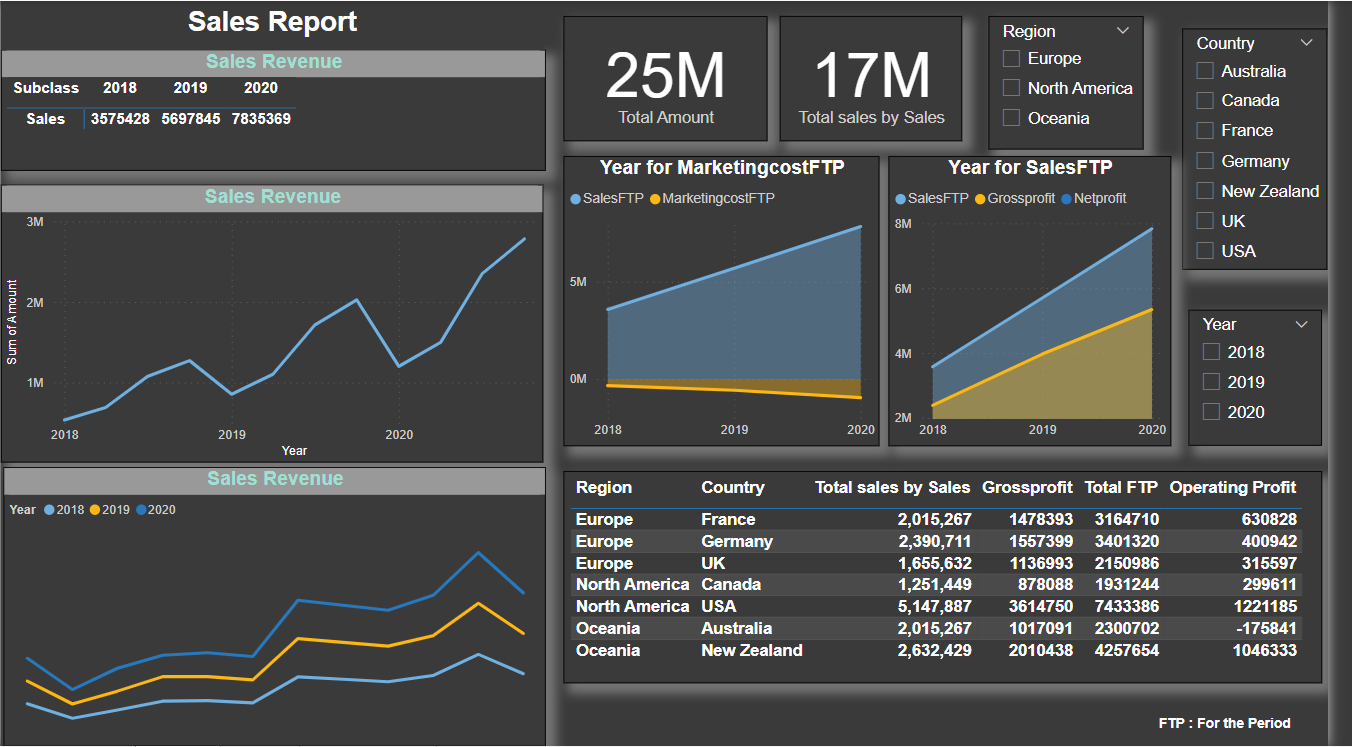 Sales Report
Sales Revenue
Subclass 2018 2019 2020
Sales 3575428 5697845 7835369
25M
Total Amount
17M
Total sales by Sales
Region
Europe
North America
Oceania
Country
Australia
Canada
France
Germany
New Zealand
UK
USA
Sales Revenue
3M
2M
1M
Sum of Amount
2018 2019 2020
Year
Year for MarketingcostFTP
SalesFTP MarketingcostFTP
5M
0M
2018 2019 2020
Year for SalesFTP
SalesFTP Grossprofit Netprofit
8M
6M
4M
2M
2018 2019 2020
Year
2018
2019
2020
Sales Revenue
Year 2018 2019 2020
Region Country Total sales by Sales Grossprofit Total FTP Operating Profit
Europe France 2,015,267 1478393 3164710 630828
Europe Germany 2,390,711 1557399 3401320 400942
Europe UK 1,655,632 1136993 2150986 315597
North America Canada 1,251,449 878088 1931244 299611
North America USA 5,147,887 3614750 7433386 1221185
Oceania Australia 2,015,267 1017091 2300702 -175841
Oceania New Zealand 2,632,429 2010438 4257654 1046333
FTP : For the Period